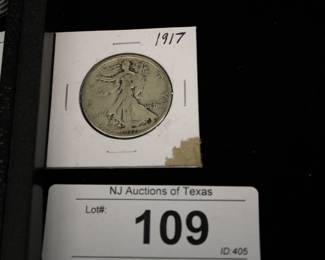 1917
NJ Auctions of Texas
Lot#:
109
ID:405